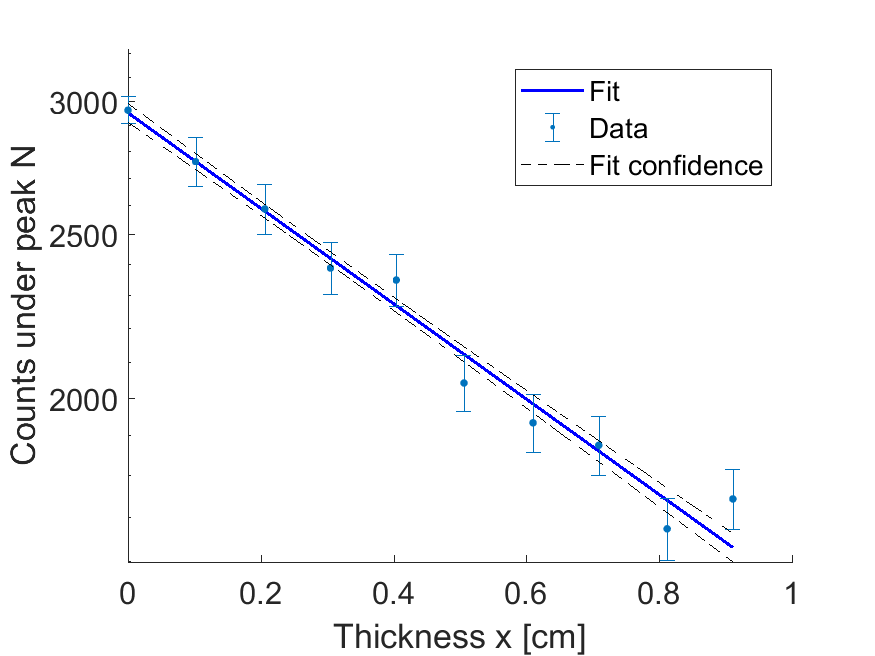 3000
2500
2000
Counts under peak N
Fit
Data
Fit confidence
0 0.2 0.4 0.6 0.8 1
Thickness x [cm]